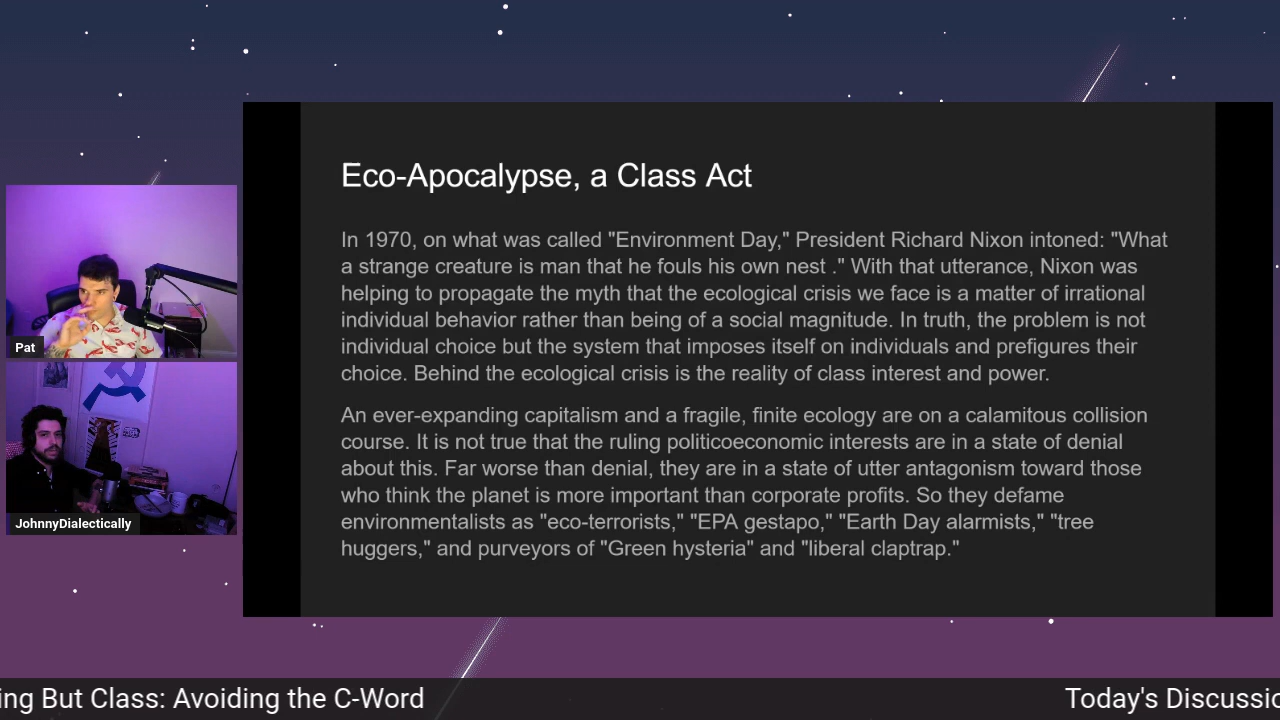 Eco-Apocalypse, a Class Act
In 1970, on what was called "Environment Day," President Richard Nixon intoned: "What
a strange creature is man that he fouls his own nest ." With that utterance, Nixon was
helping to propagate the myth that the ecological crisis we face is a matter of irrational
individual behavior rather than being of a social magnitude. In truth, the problem is not
individual choice but the system that imposes itself on individuals and prefigures their
choice. Behind the ecological crisis is the reality of class interest and power.
An ever-expanding capitalism and a fragile, finite ecology are on a calamitous collision
course. It is not true that the ruling politicoeconomic interests are in a state of denial
about this. Far worse than denial, they are in a state of utter antagonism toward those
who think the planet is more important than corporate profits. So they defame
environmentalists as "eco-terrorists," "EPA gestapo," "Earth Day alarmists," "tree
huggers," and purveyors of "Green hysteria" and "liberal claptrap."
Pat
JohnnyDialectically
ing But Class: Avoiding the C-Word
Today's Discussio